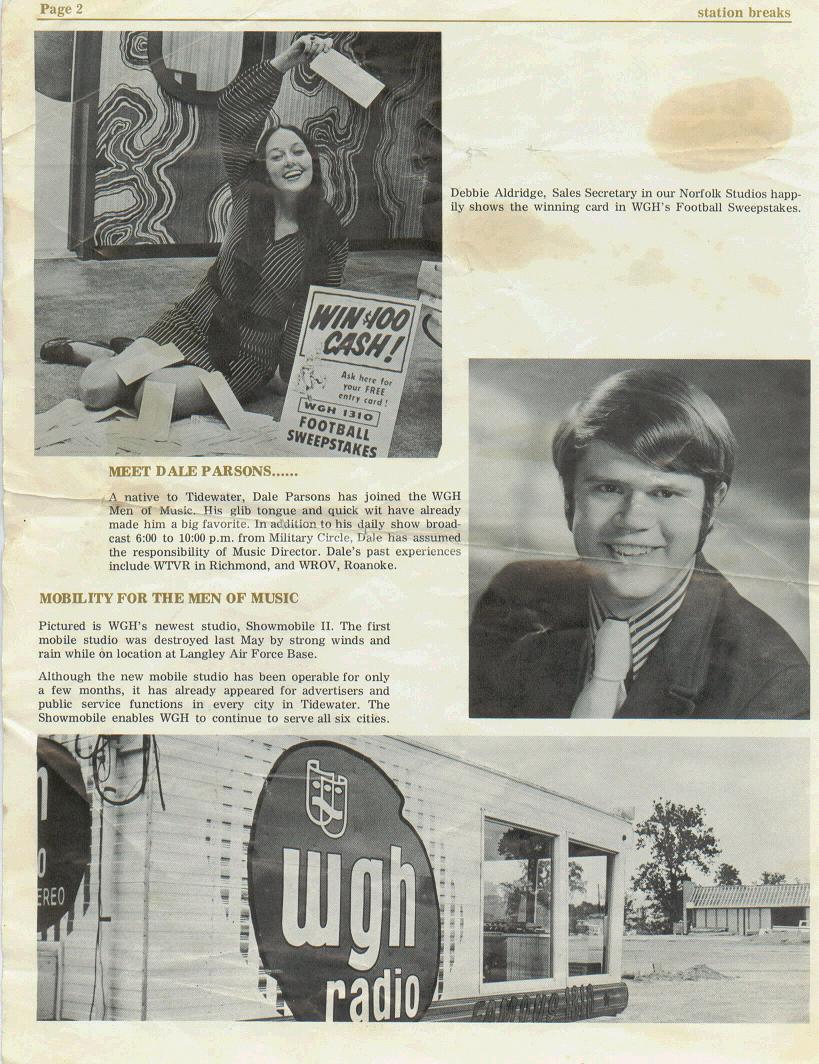 Page 2
station breaks
Debbie Aldridge, Sales Secretary in our Norfolk Studios happ-
ily shows the winning card in WGH's Football Sweepstakes.
WIN $100
CASH!
Ask here for
your FREE
entry card!
WGH 1310
FOOTBALL
SWEEPSTAKES
MEET DALE PARSONS......
A native to Tidewater, Dale Parsons has joined the WGH
Men of Music. His glib tongue and quick wit have already
made him a big favorite. In addition to his daily show broad-
cast 6:00 to 10:00 p.m. from Military Circle, Dale has assumed
the responsibility of Music Director. Dale's past experiences
include WTVR in Richmond, and WROV, Roanoke.
MOBILITY FOR THE MEN OF MUSIC
Pictured is WGH's newest studio, Showmobile II. The first
mobile studio was destroyed last May by strong winds and
rain while on location at Langley Air Force Base.
Although the new mobile studio has been operable for only
a few months, it has already appeared for advertisers and
public service functions in every city in Tidewater. The
Showmobile enables WGH to continue to serve all six cities.
h
0
EREO
wgh
radio